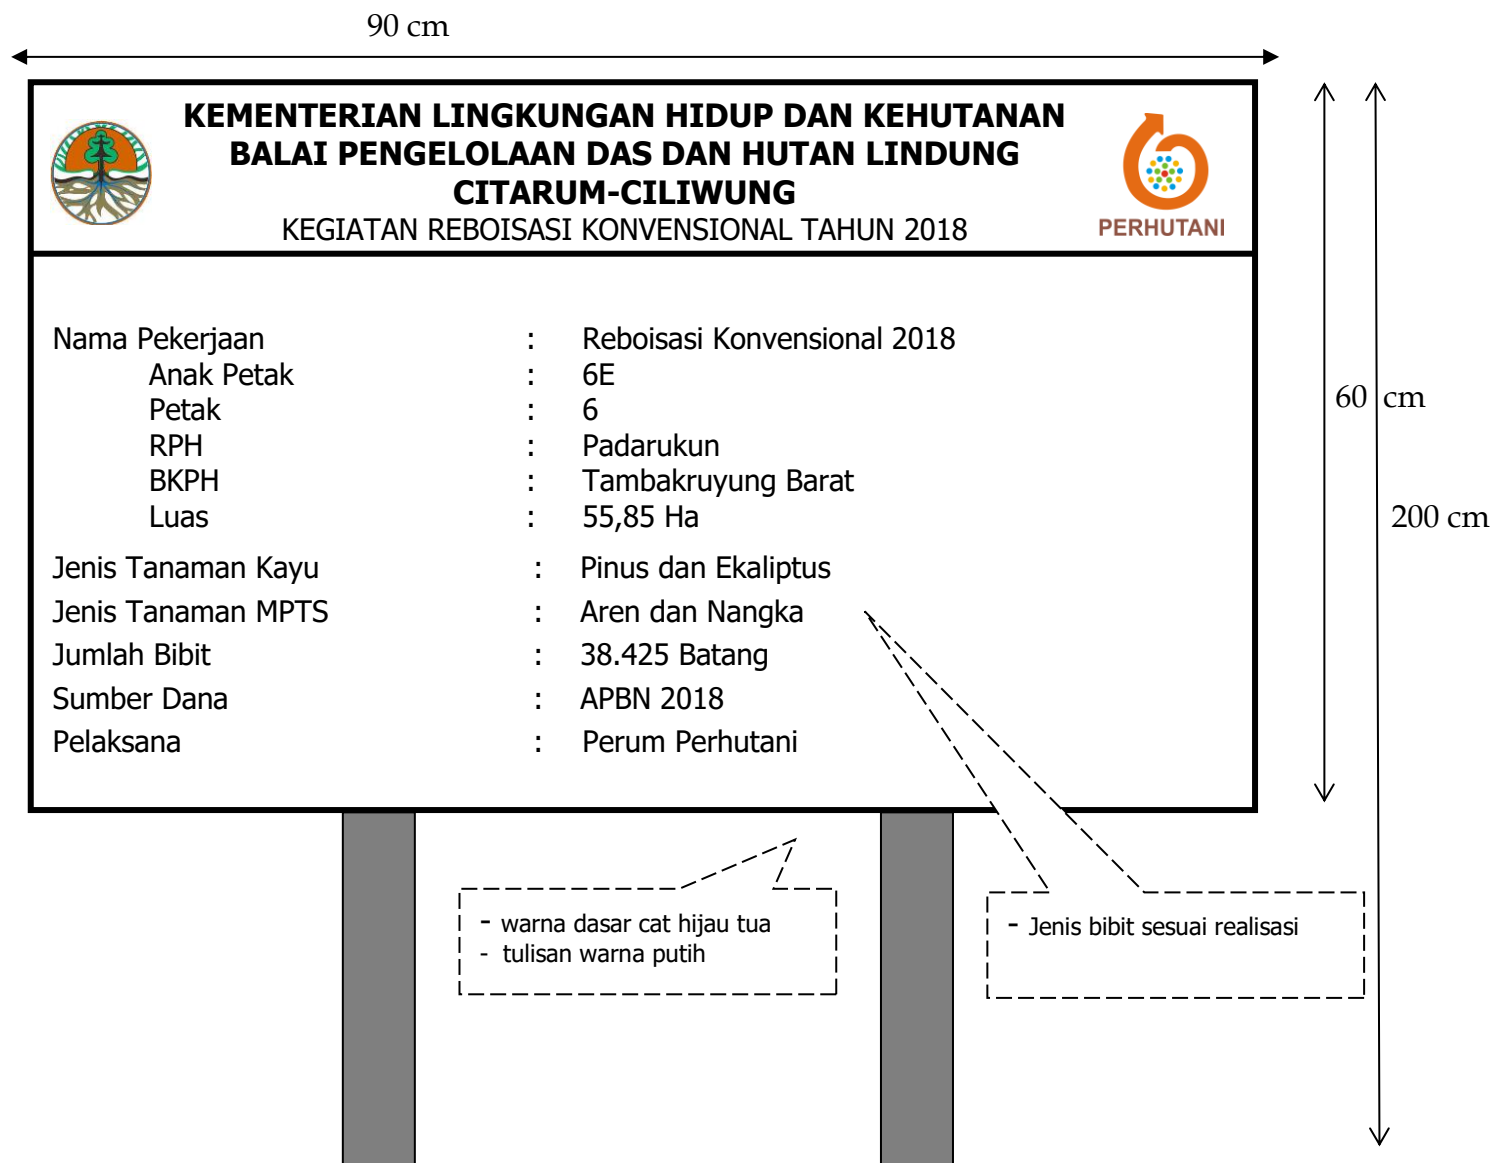 90 cm
KEMENTERIAN LINGKUNGAN HIDUP DAN KEHUTANAN
BALAI PENGELOLAAN DAS DAN HUTAN LINDUNG
CITARUM-CILIWUNG
KEGIATAN REBOISASI KONVENSIONAL TAHUN 2018
PERHUTANI
Nama Pekerjaan : Reboisasi Konvensional 2018
Anak Petak : 6E
Petak : 6
RPH : Padarukun
BKPH : Tambakruyung Barat
Luas : 55,85 Ha
Jenis Tanaman Kayu : Pinus dan Ekaliptus
Jenis Tanaman MPTS : Aren dan Nangka
Jumlah Bibit : 38.425 Batang
Sumber Dana : APBN 2018
Pelaksana : Perum Perhutani
60 cm
200 cm
- warna dasar cat hijau tua
- tulisan warna putih
- Jenis bibit sesuai realisasi